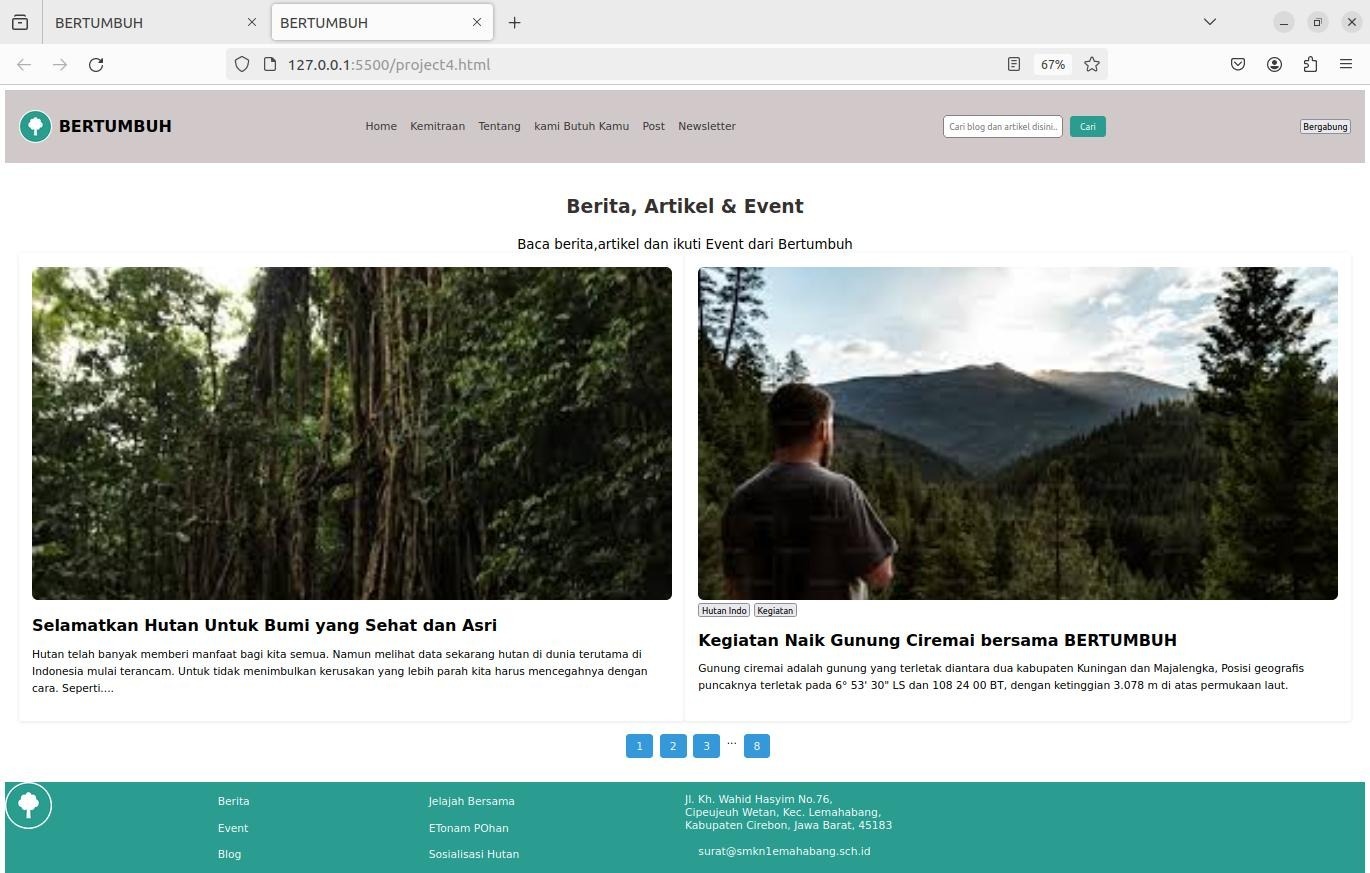 BERTUMBUH
BERTUMBUH
127.0.0.1:5500/project4.html
67%
BERTUMBUH
Home Kemitraan Tentang kami Butuh Kamu Post Newsletter
Cari blog dan artikel disini..
Cari
Bergabung
Berita, Artikel & Event
Baca berita,artikel dan ikuti Event dari Bertumbuh
Selamatkan Hutan Untuk Bumi yang Sehat dan Asri
Hutan telah banyak memberi manfaat bagi kita semua. Namun melihat data sekarang hutan di dunia terutama di
Indonesia mulai terancam. Untuk tidak menimbulkan kerusakan yang lebih parah kita harus mencegahnya dengan
cara. Seperti....
Hutan Indo Kegiatan
Kegiatan Naik Gunung Ciremai bersama BERTUMBUH
Gunung ciremai adalah gunung yang terletak diantara dua kabupaten Kuningan dan Majalengka, Posisi geografis
puncaknya terletak pada 6° 53' 30" LS dan 108 24 00 BT, dengan ketinggian 3.078 m di atas permukaan laut.
1 2 3 ... 8
Berita
Event
Blog
Jelajah Bersama
ETonam POhan
Sosialisasi Hutan
Jl. Kh. Wahid Hasyim No.76,
Cipeujeuh Wetan, Kec. Lemahabang,
Kabupaten Cirebon, Jawa Barat, 45183
surat@smkn1emahabang.sch.id